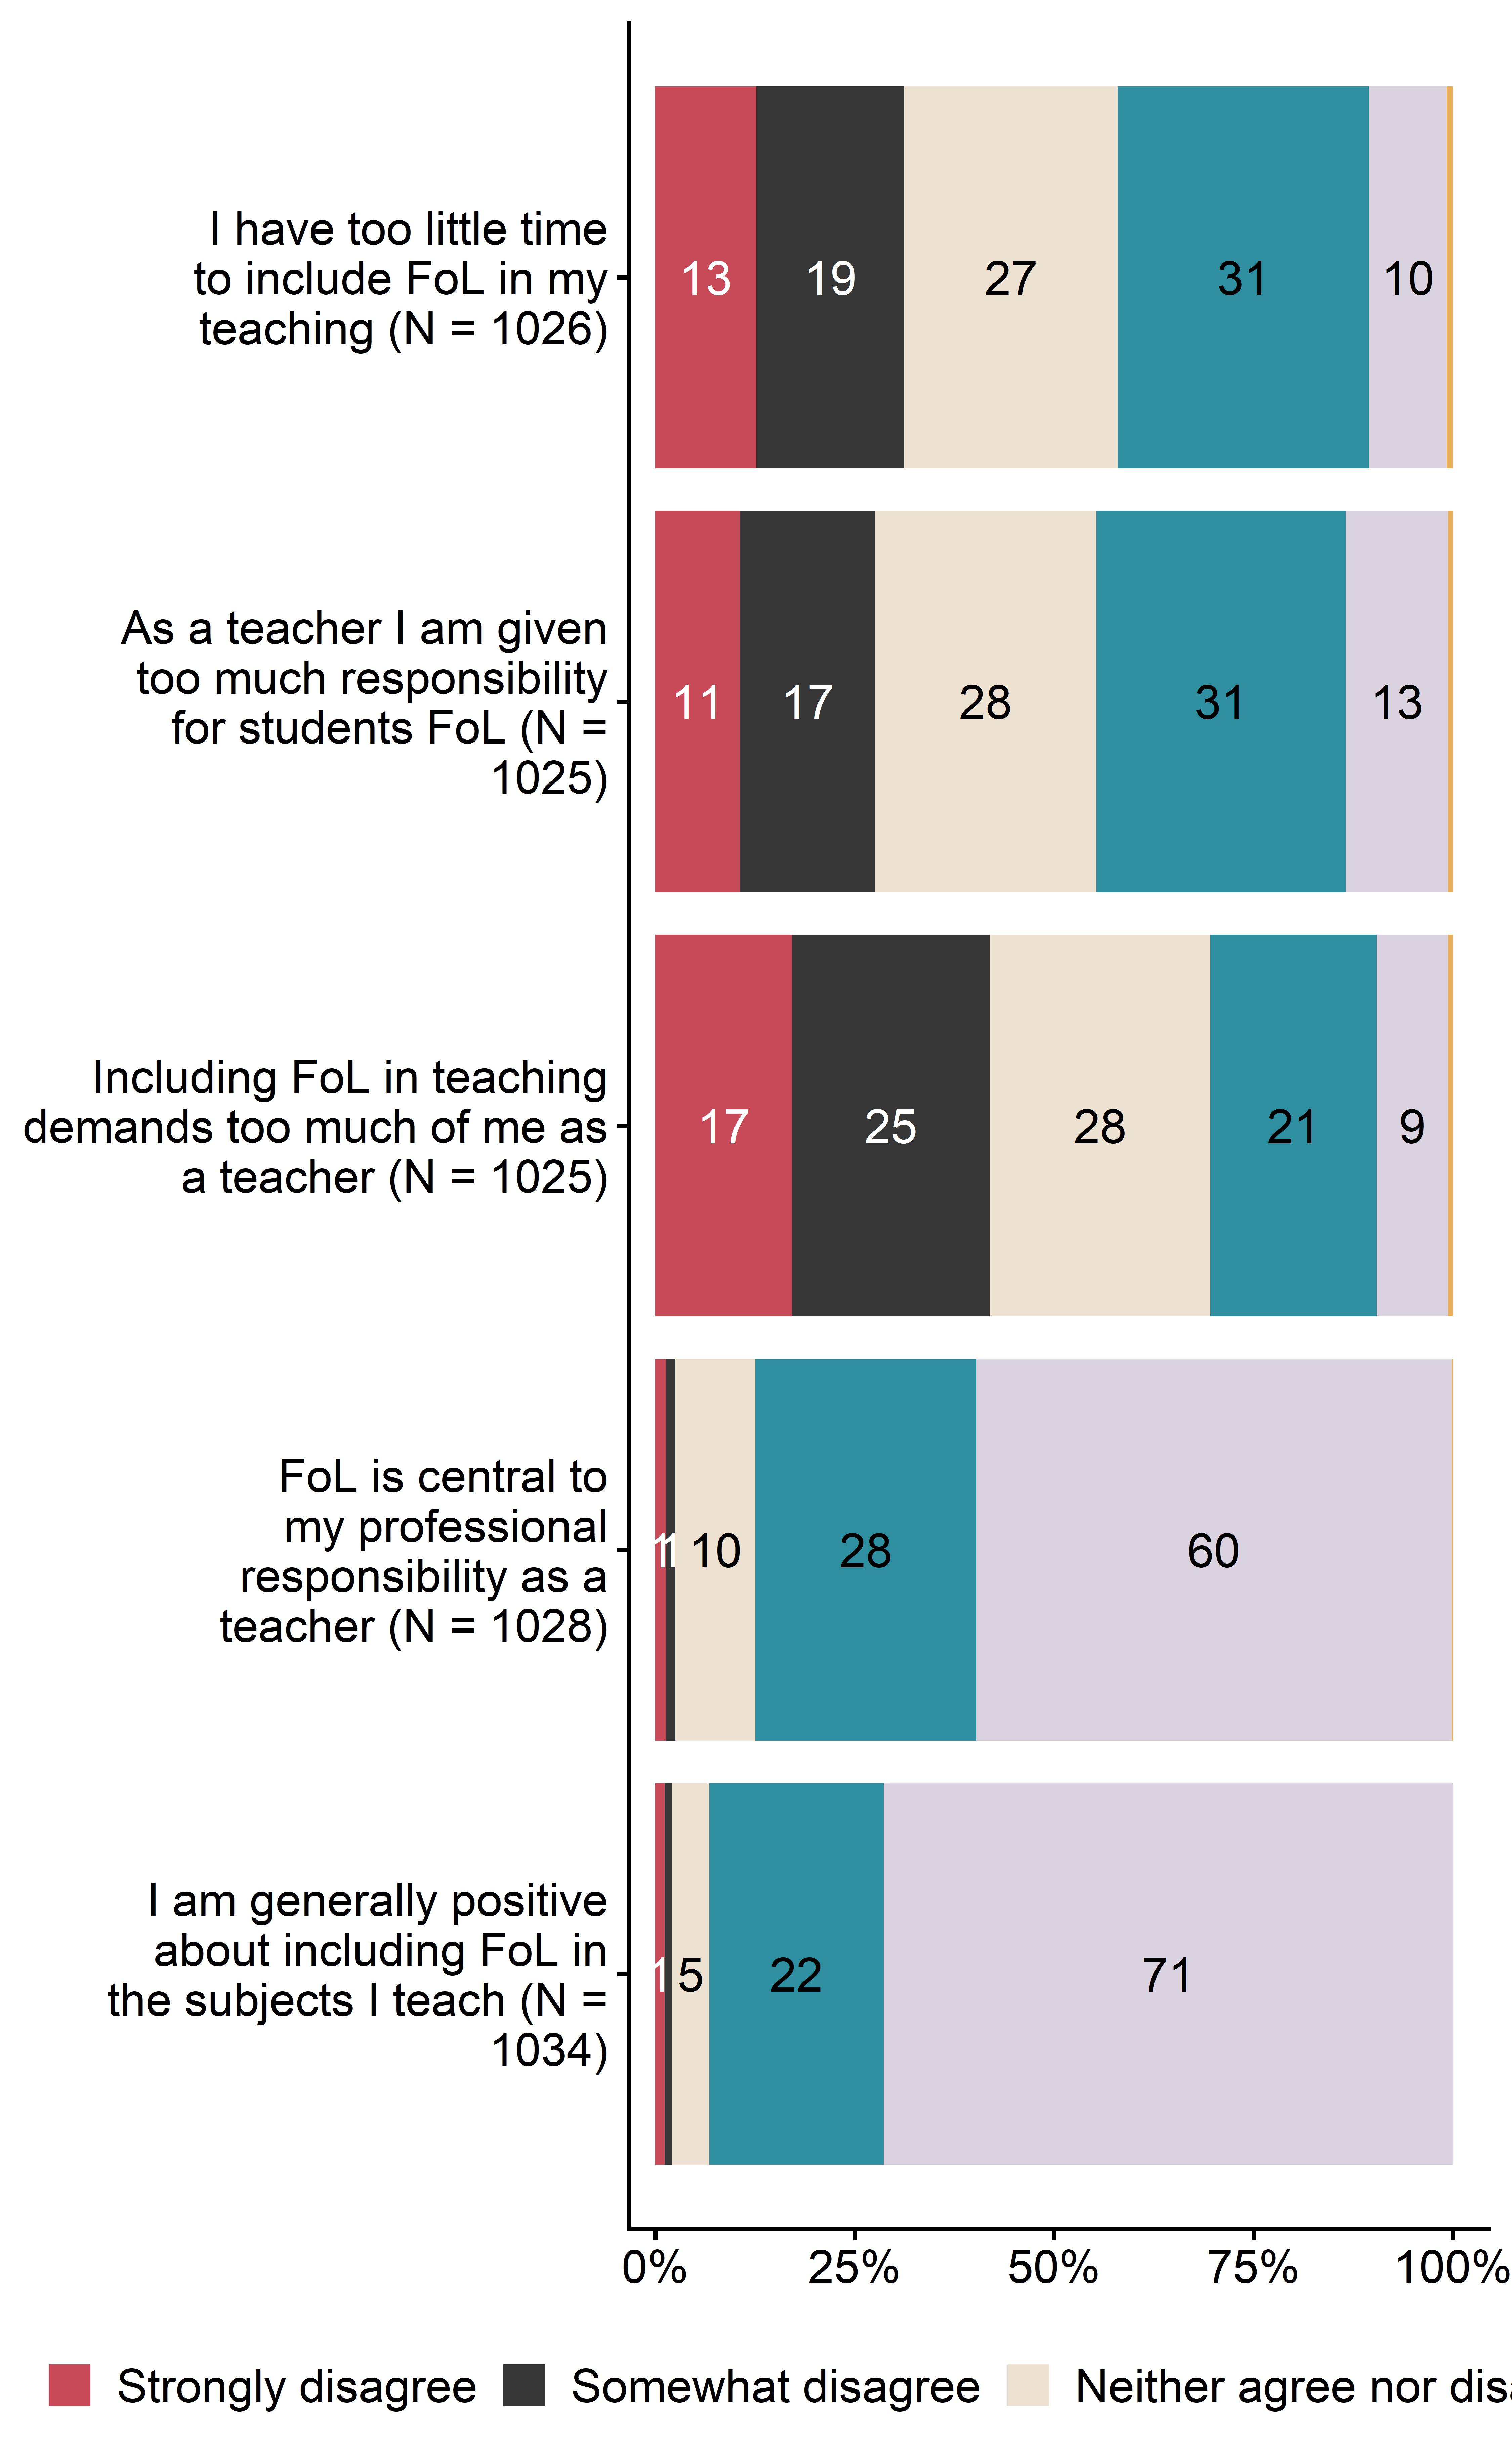 I have too little time
to include FoL in my
teaching (N = 1026)
13 19 27 31 10
As a teacher I am given
too much responsibility
for students FoL (N =
1025)
11 17 28 31 13
Including FoL in teaching
demands too much of me as
a teacher (N = 1025)
17 25 28 21 9
FoL is central to
my professional
responsibility as a
teacher (N = 1028)
1 1 10 28 60
I am generally positive
about including FoL in
the subjects I teach (N =
1034)
1 5 22 71
0% 25% 50% 75% 100%
Strongly disagree Somewhat disagree Neither agree nor